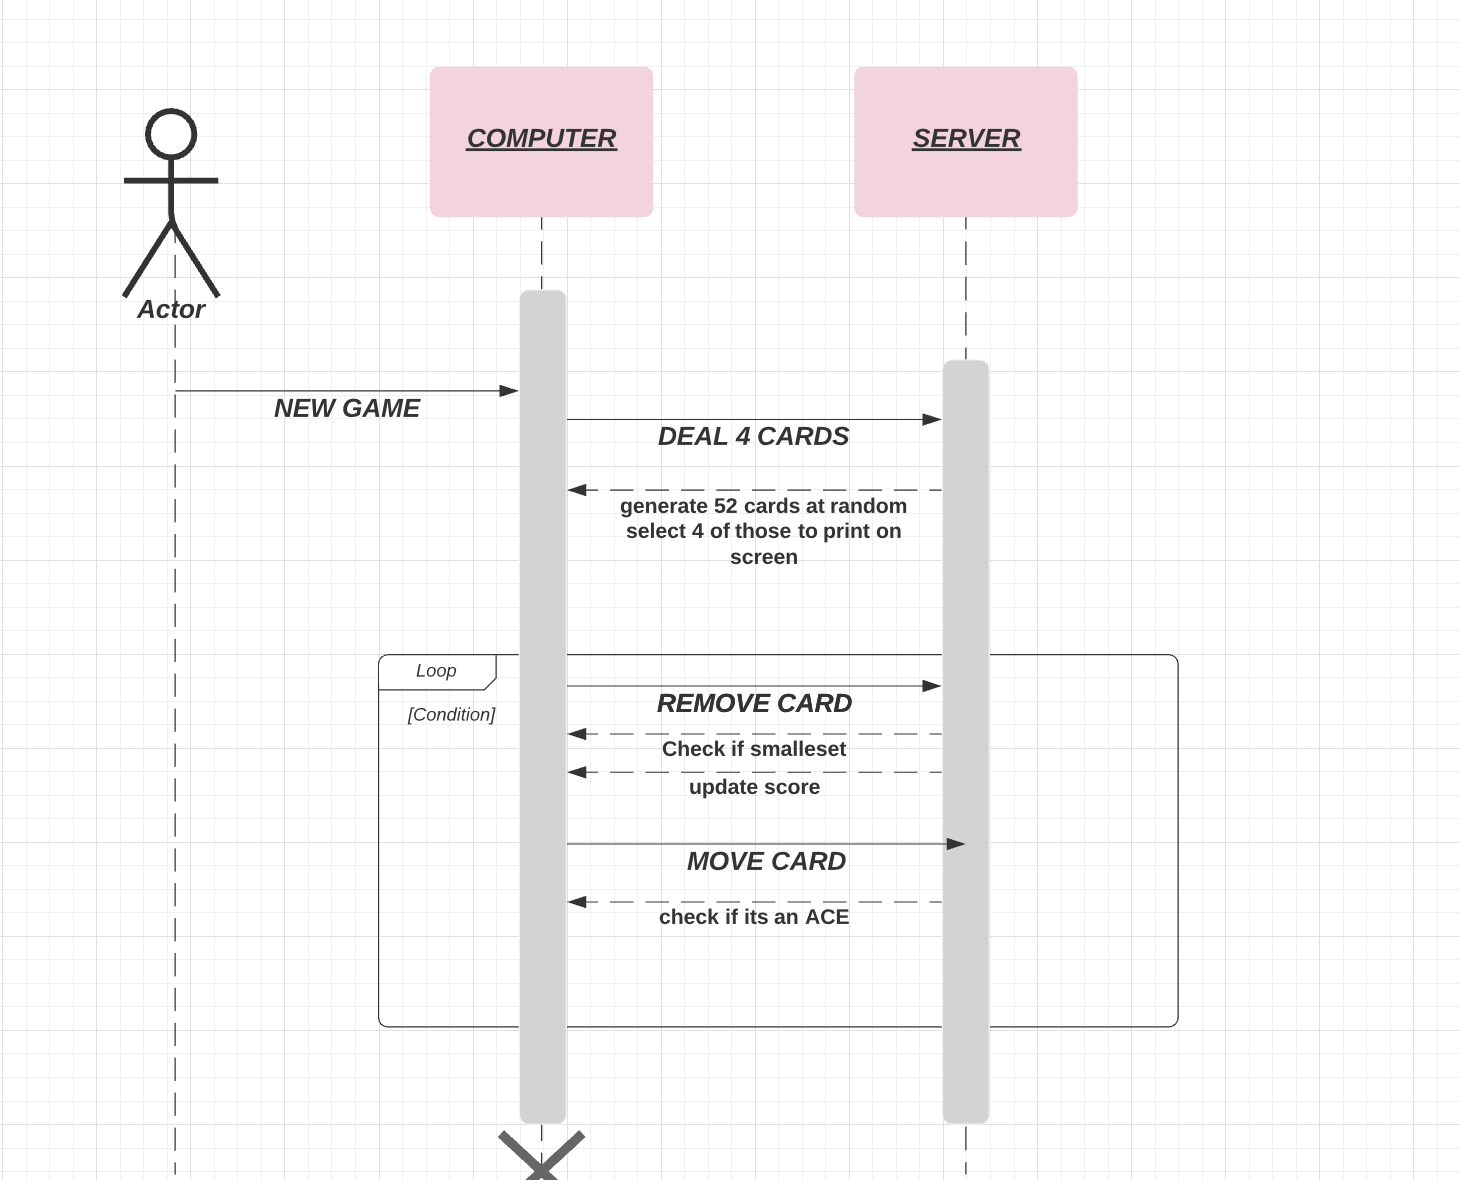 COMPUTER
SERVER
Actor
NEW GAME
DEAL 4 CARDS
generate 52 cards at random
select 4 of those to print on
screen
Loop
[Condition]
REMOVE CARD
Check if smalleset
update score
MOVE CARD
check if its an ACE